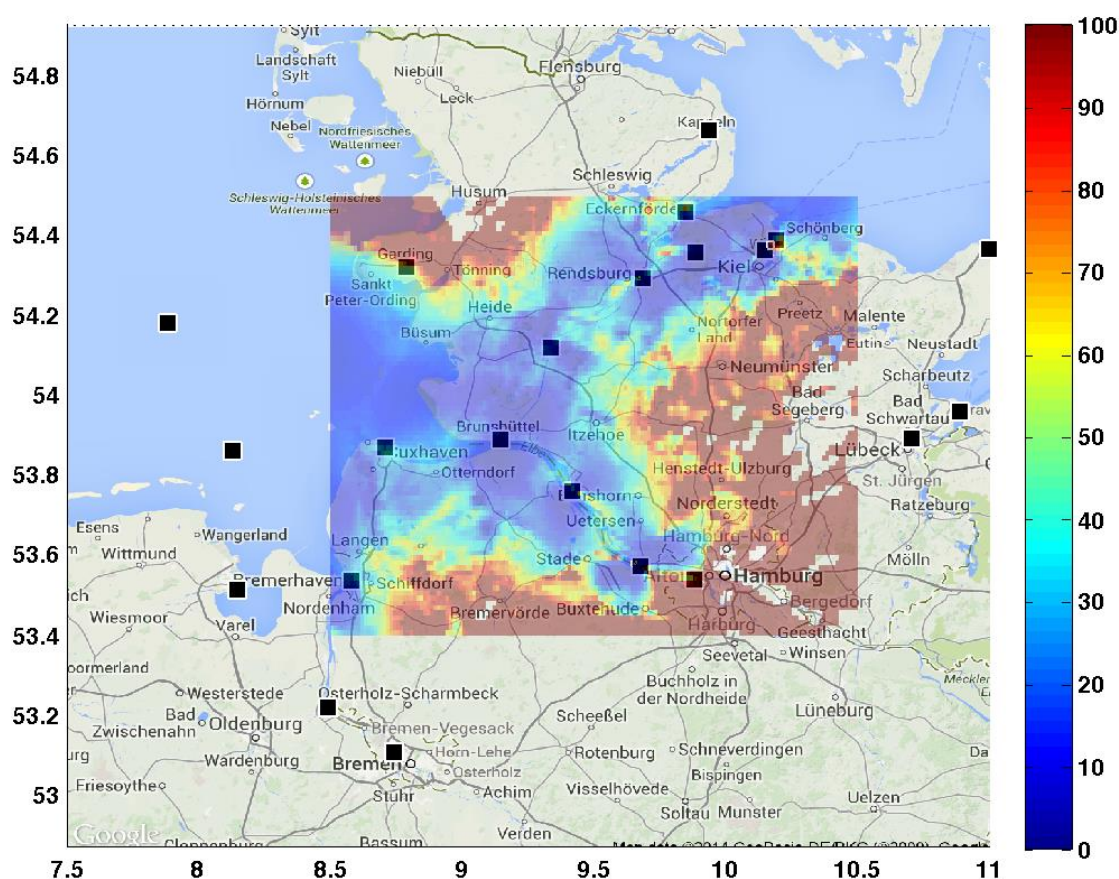 Sylt
100
54.8
Landschaft
Sylt
Niebüll
Flensburg
Leck
Hörnum
90
Nebel
Nordfriesisches
Wattenmeer
Kappeln
54.6
Schleswig
80
Schleswig-Holsteinisches
Wattenmeer
Husum
Eckernförde
Schönberg
54.4
Garding
Tönning
Kiel
70
Sankt
Peter-Ording
Rendsburg
Heide
Preetz
Malente
54.2
Büsum
Nortorfer
Land
Eutin
Neustadt
60
Neumünster
Scharbeutz
54
Bad
Segeberg
Bad
Schwartau
Brunsbüttel
Itzehoe
50
Cuxhaven
Elbe
Lübeck
Otterndorf
Henstedt-Ulzburg
St. Jürgen
53.8
Norderstedt
Ratzeburg
40
Esens
Wangerland
Uetersen
Wittmund
Langen
Hamburg-Nord
53.6
Stade
Mölln
Bremerhaven
Schiffdorf
Hamburg
30
Nordenham
Bremervörde
Buxtehude
Bergedorf
Wiesmoor
Varel
Harburg
Geesthacht
53.4
Seevetal
Winsen
Buchholz in
der Nordheide
20
Westerstede
Osterholz-Scharmbeck
Lüneburg
53.2
Bad
Zwischenahn
Oldenburg
Bremen-Vegesack
Scheeßel
Horn-Lehe
Rotenburg
Schneverdingen
Wardenburg
Bremen
Osterholz
Bispingen
10
53
Friesoythe
Stuhr
Achim
Visselhövede
Uelzen
Soltau
Munster
Google
Verden
Bassum
0
7.5
8
8.5
9
9.5
10
10.5
11